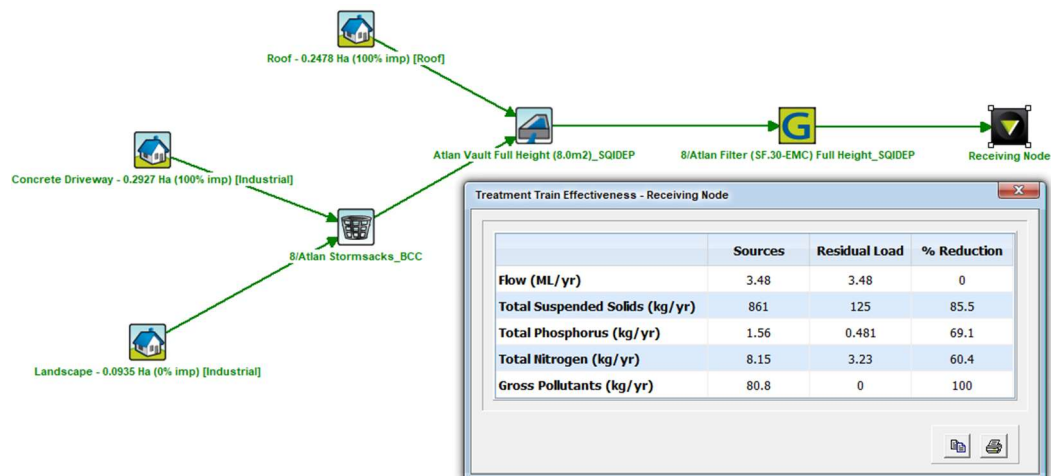 Roof - 0.2478 Ha (100% imp) [Roof]
Concrete Driveway - 0.2927 Ha (100% imp) [Industrial]
8/Atlan Stormsacks_BCC
Landscape - 0.0935 Ha (0% imp) [Industrial]
Atlan Vault Full Height (8.0m2)_SQIDEP
G
8/Atlan Filter (SF.30-EMC) Full Height_SQIDEP
Receiving Node
Treatment Train Effectiveness - Receiving Node
Sources Residual Load % Reduction
Flow (ML/yr) 3.48 3.48 0
Total Suspended Solids (kg/yr) 861 125 85.5
Total Phosphorus (kg/yr) 1.56 0.481 69.1
Total Nitrogen (kg/yr) 8.15 3.23 60.4
Gross Pollutants (kg/yr) 80.8 0 100